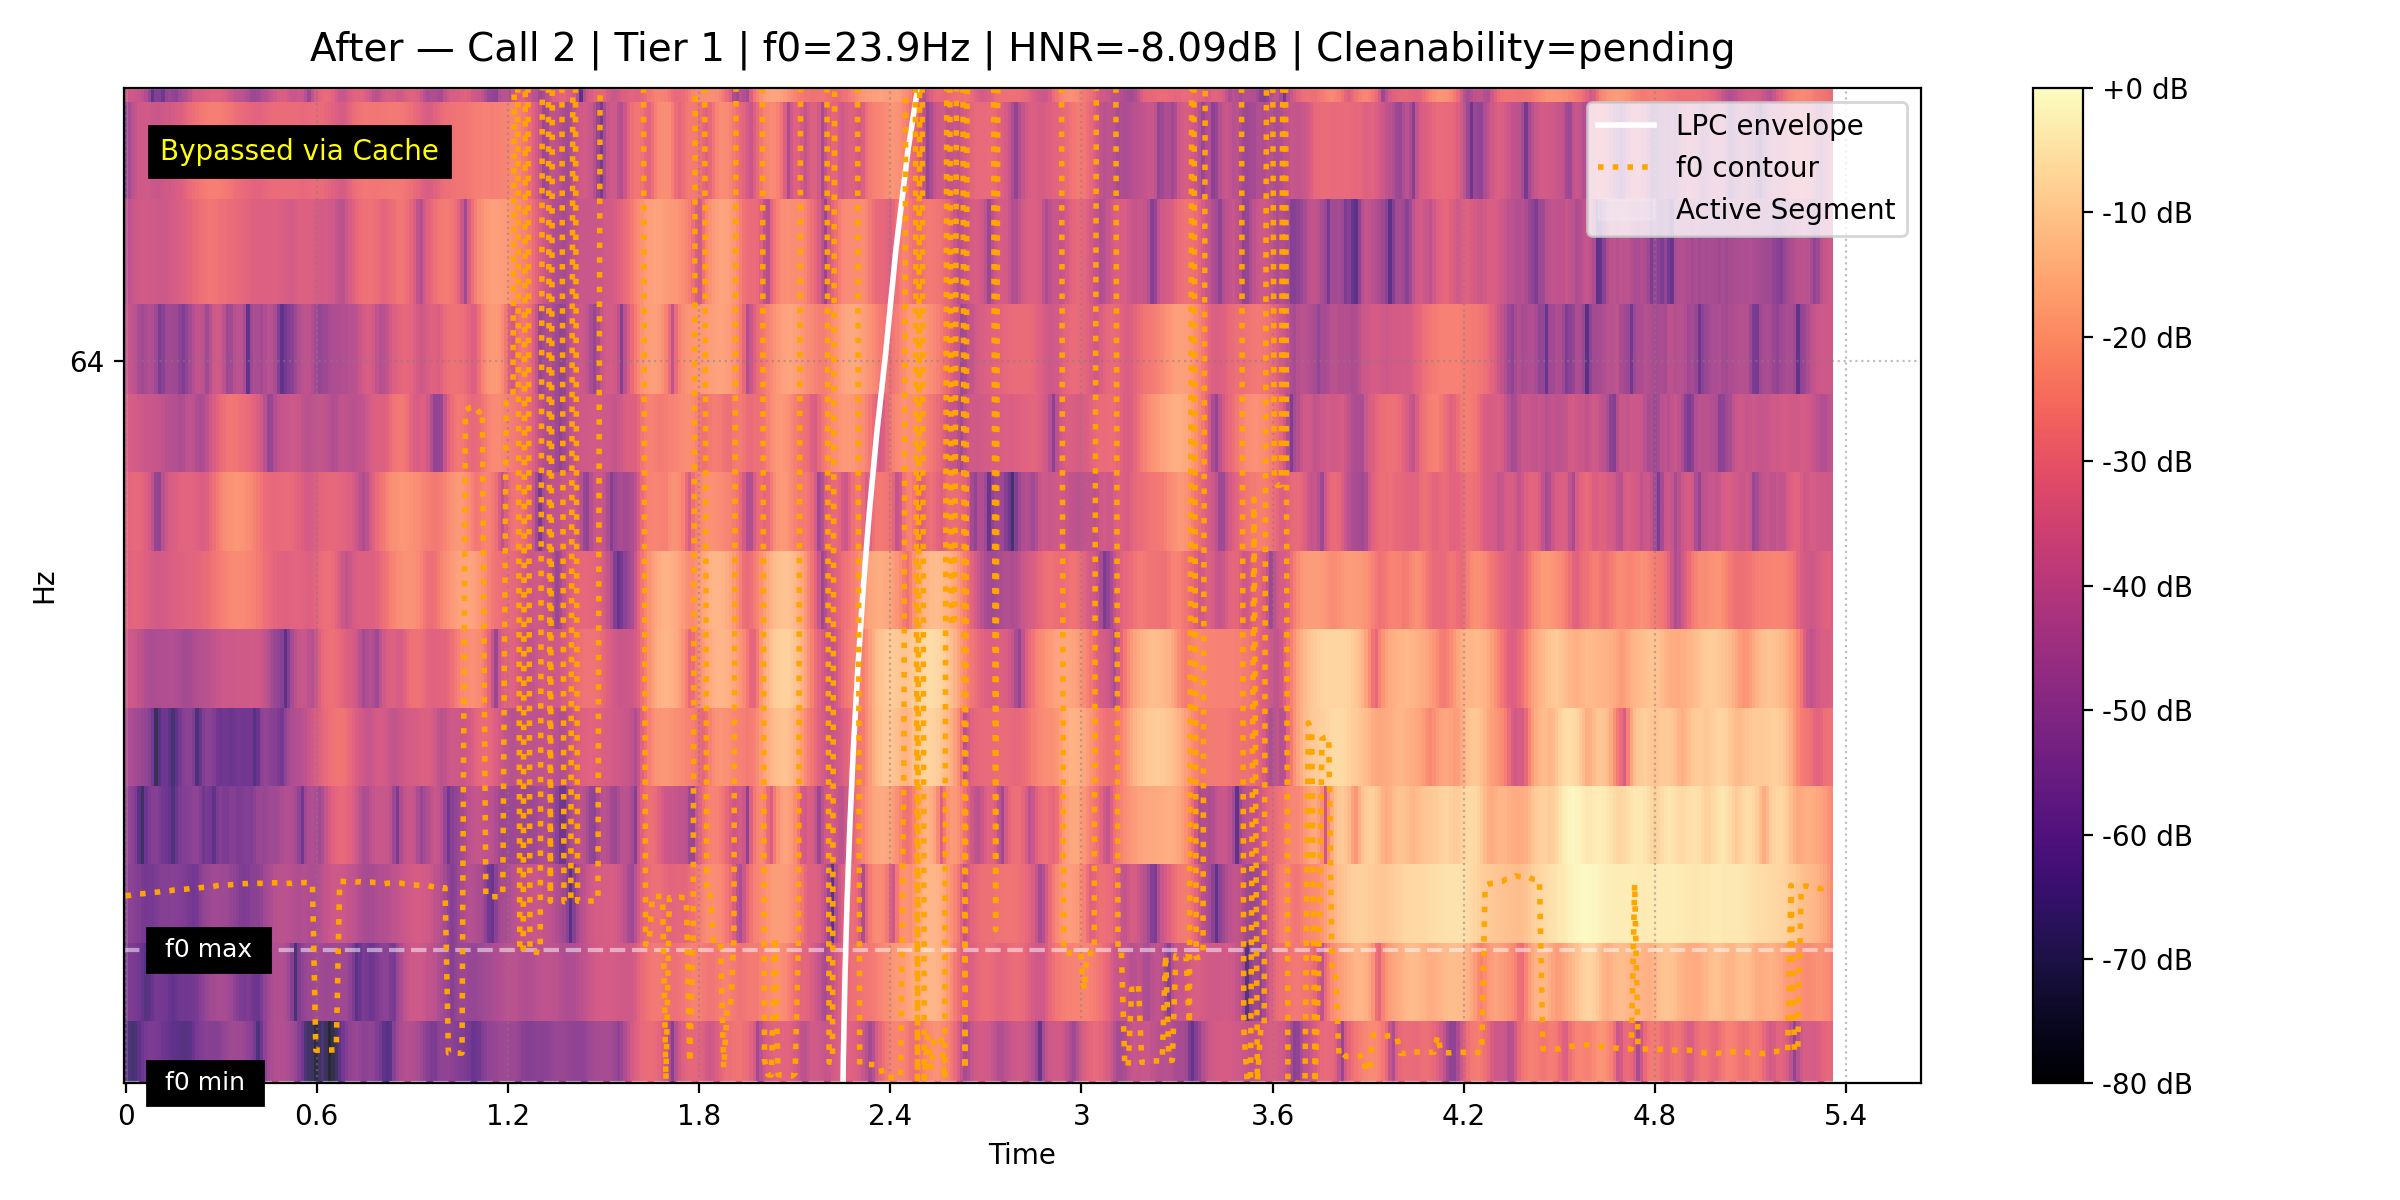 After — Call 2 | Tier 1 | f0=23.9Hz | HNR=-8.09dB | Cleanability=pending
+0 dB
LPC envelope
Bypassed via Cache
f0 contour
Active Segment
-10 dB
-20 dB
64
-30 dB
Hz
-40 dB
-50 dB
-60 dB
f0 max
-70 dB
f0 min
-80 dB
0 0.6 1.2 1.8 2.4 3 3.6 4.2 4.8 5.4
Time